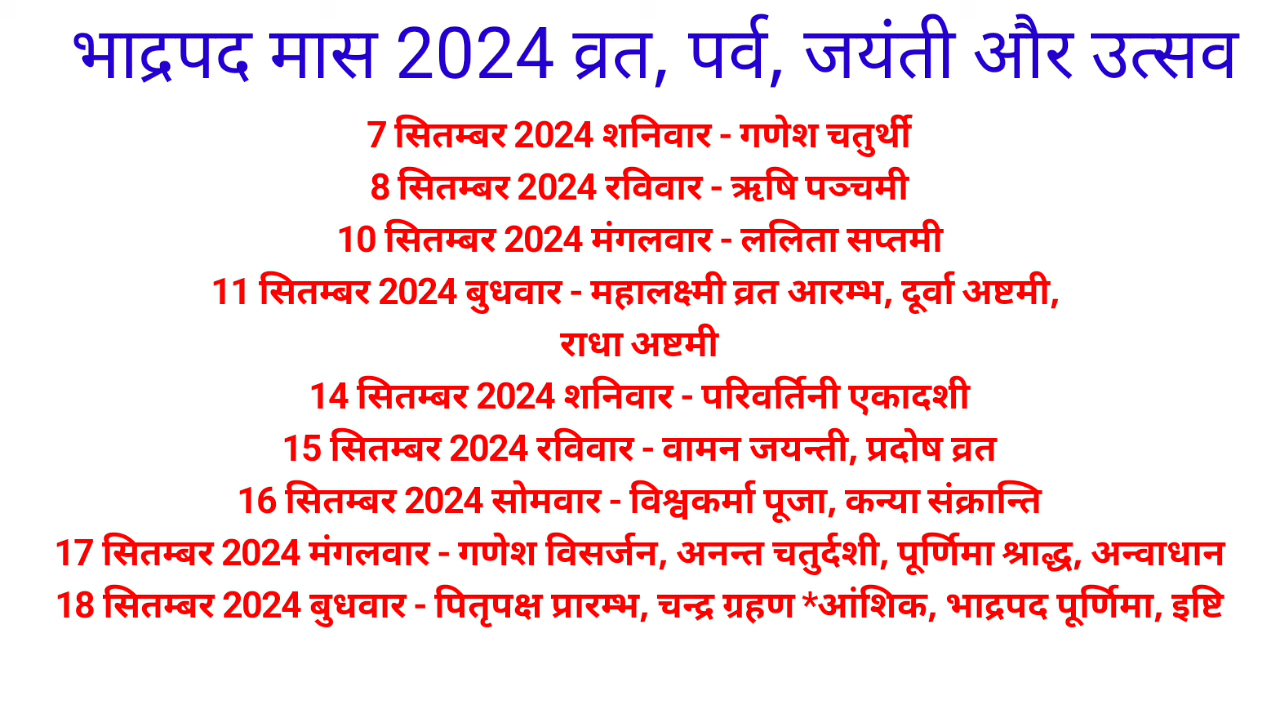 भाद्रपद मास 2024 व्रत, पर्व, जयंती और उत्सव
7 सितम्बर 2024 शनिवार - गणेश चतुर्थी
8 सितम्बर 2024 रविवार - ऋषि पञ्चमी
10 सितम्बर 2024 मंगलवार - ललिता सप्तमी
11 सितम्बर 2024 बुधवार - महालक्ष्मी व्रत आरम्भ, दूर्वा अष्टमी,
राधा अष्टमी
14 सितम्बर 2024 शनिवार - परिवर्तिनी एकादशी
15 सितम्बर 2024 रविवार - वामन जयन्ती, प्रदोष व्रत
16 सितम्बर 2024 सोमवार - विश्वकर्मा पूजा, कन्या संक्रान्ति
17 सितम्बर 2024 मंगलवार - गणेश विसर्जन, अनन्त चतुर्दशी, पूर्णिमा श्राद्ध, अन्वाधान
18 सितम्बर 2024 बुधवार - पितृपक्ष प्रारम्भ, चन्द्र ग्रहण *आंशिक, भाद्रपद पूर्णिमा, इष्टि